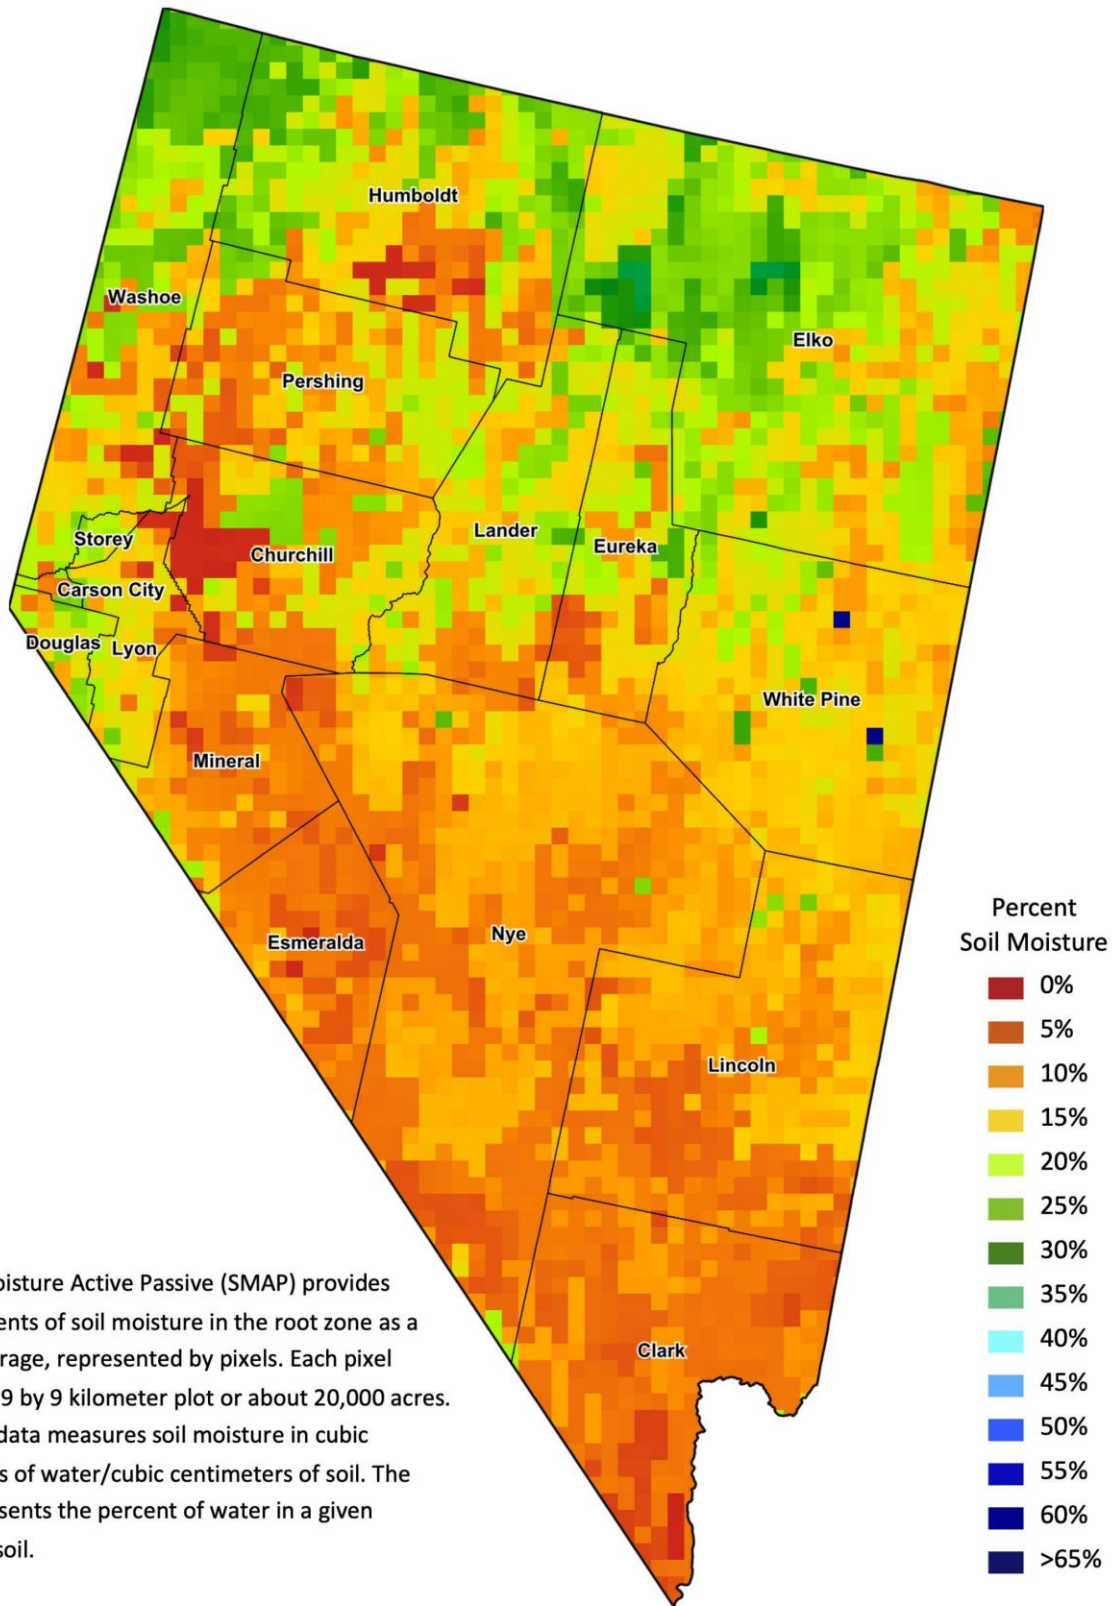 Humboldt
Washoe
Elko
Pershing
Storey
Churchill
Lander
Eureka
Carson City
Douglas
Lyon
White Pine
Mineral
Esmeralda
Nye
Lincoln
Clark
Percent
Soil Moisture
0%
5%
10%
15%
20%
25%
30%
35%
40%
45%
50%
55%
60%
>65%
Active Passive (SMAP) provides
of soil moisture in the root zone as a
represented by pixels. Each pixel
9 by 9 kilometer plot or about 20,000 acres.
data measures soil moisture in cubic
of water/cubic centimeters of soil. The
the percent of water in a given
soil.